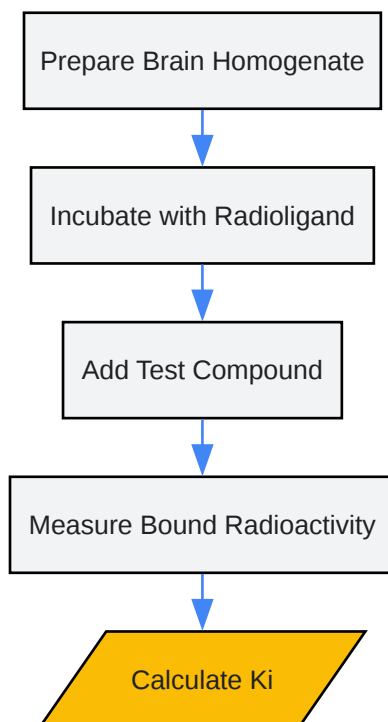 Prepare Brain Homogenate
Incubate with Radioligand
Add Test Compound
Measure Bound Radioactivity
Calculate Ki